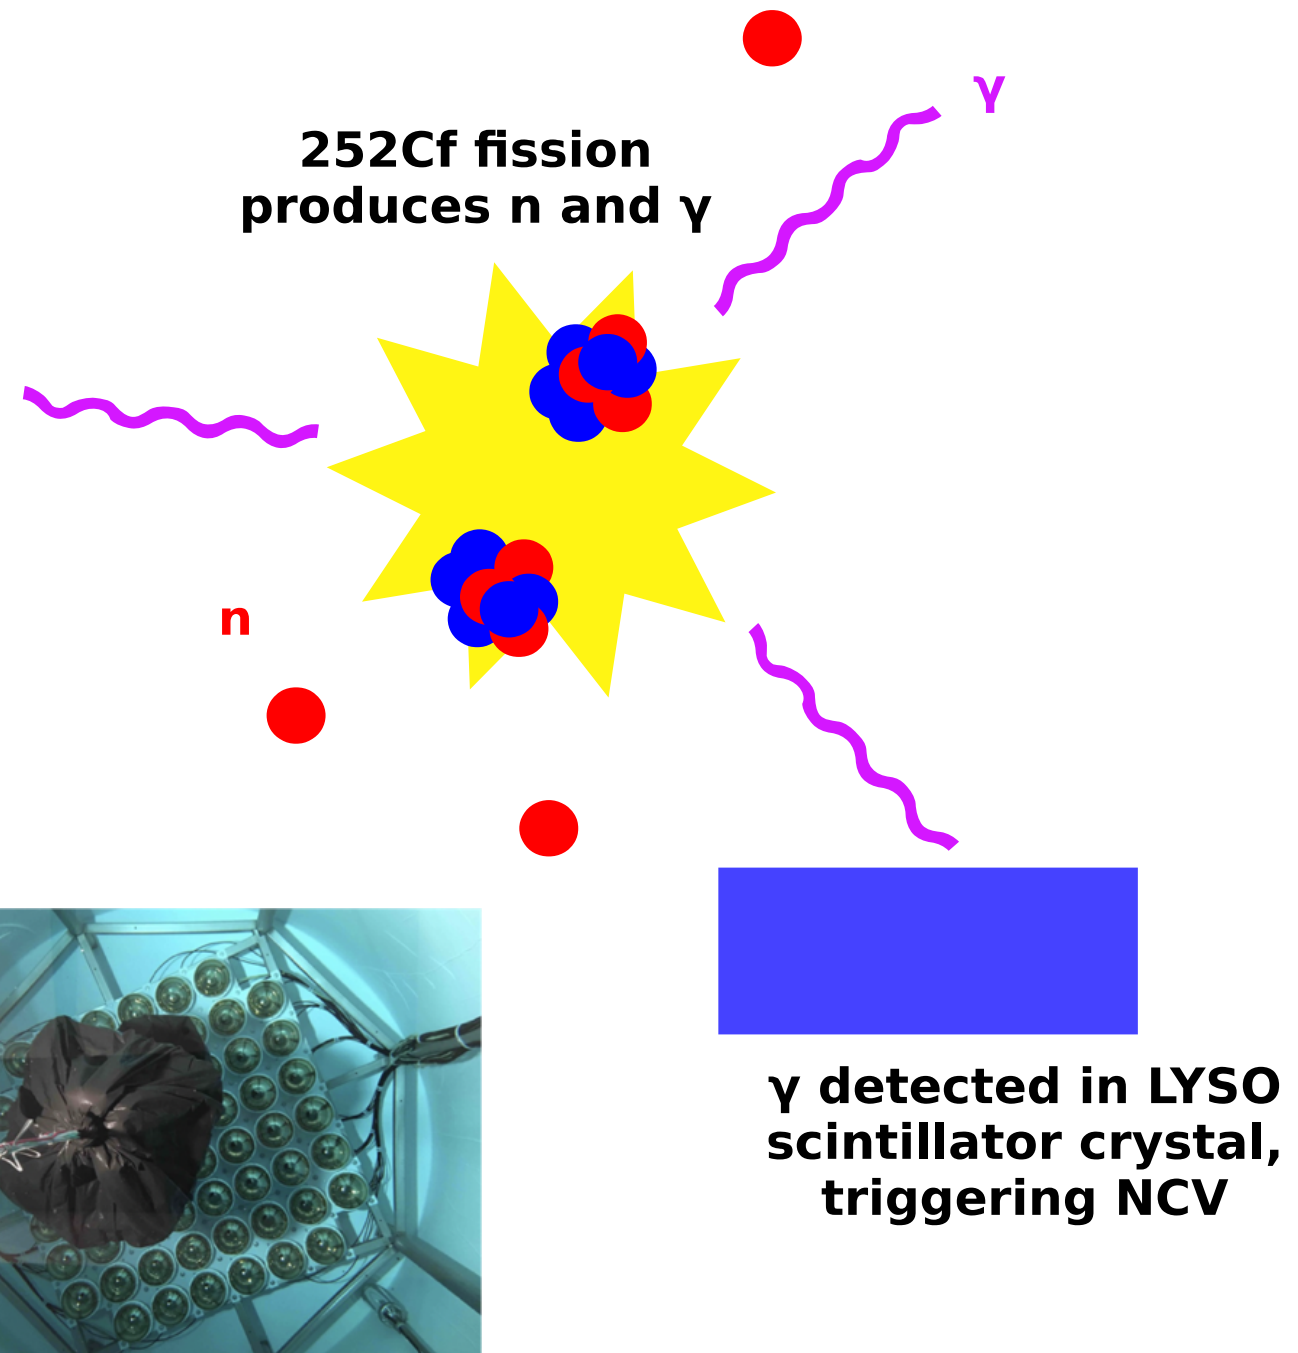 γ
252Cf fission
produces n and γ
n
γ detected in LYSO
scintillator crystal,
triggering NCV